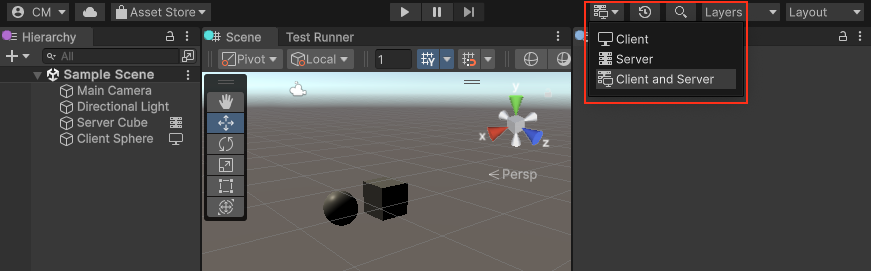 CM
Asset Store
Layers
Layout
Hierarchy
Scene
Test Runner
All
Pivot
Local
1
Sample Scene
Main Camera
Directional Light
Server Cube
Client Sphere
y
x
z
Persp
Client
Server
Client and Server